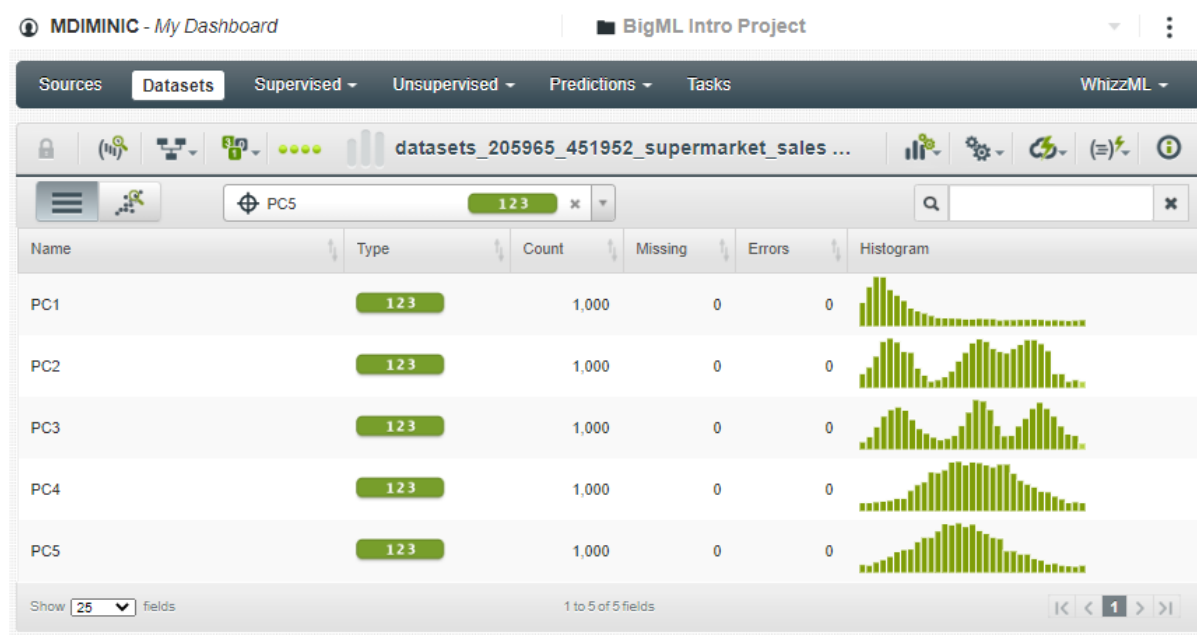 MDIMINIC - My Dashboard BigML Intro Project
Sources Datasets Supervised Unsupervised Predictions Tasks WhizzML
datasets_205965_451952_supermarket_sales ...
PC5 123
Name Type Count Missing Errors Histogram
PC1 123 1,000 0 0
PC2 123 1,000 0 0
PC3 123 1,000 0 0
PC4 123 1,000 0 0
PC5 123 1,000 0 0
Show 25 fields 1 to 5 of 5 fields 1